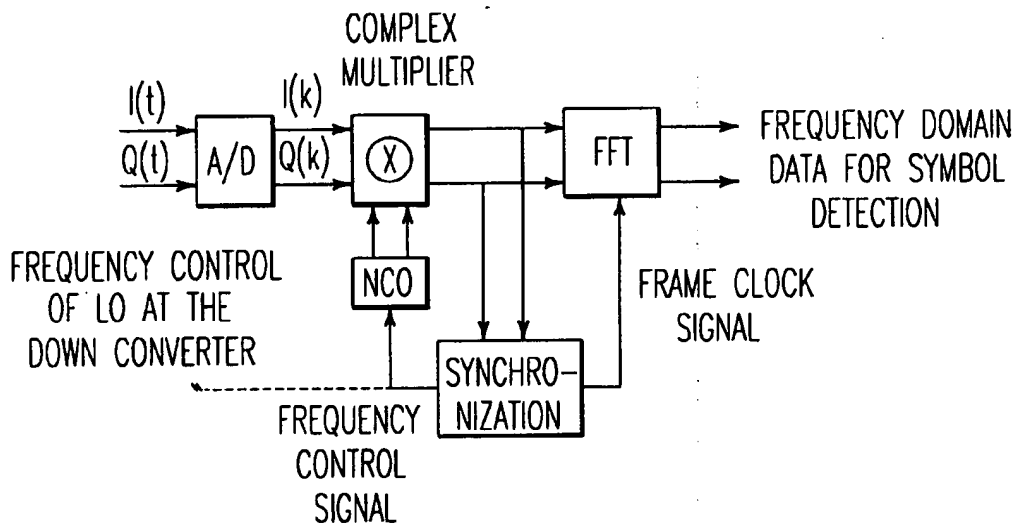 COMPLEX
MULTIPLIER
I(t)
I(k)
Q(t)
A/D
Q(k)
X
FFT
FREQUENCY DOMAIN
DATA FOR SYMBOL
DETECTION
FREQUENCY CONTROL
OF LO AT THE
DOWN CONVERTER
NCO
FRAME CLOCK
SIGNAL
SYNCHRO-
NIZATION
FREQUENCY
CONTROL
SIGNAL